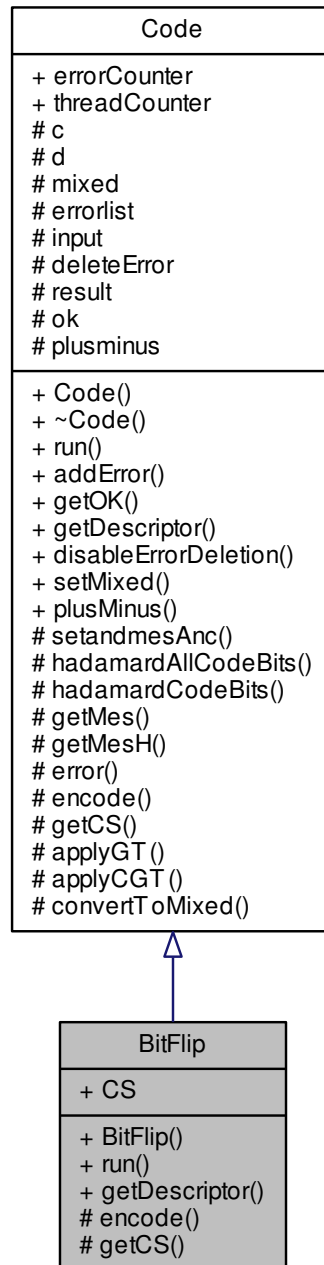 Code
+ errorCounter
+ threadCounter
# c
# d
# mixed
# errorlist
# input
# deleteError
# result
# ok
# plusminus
+ Code()
+ ~Code()
+ run()
+ addError()
+ getOK()
+ getDescriptor()
+ disableErrorDeletion()
+ setMixed()
+ plusMinus()
# setandmesAnc()
# hadamardAllCodeBits()
# hadamardCodeBits()
# getMes()
# getMesH()
# error()
# encode()
# getCS()
# applyGT()
# applyCGT()
# convertToMixed()
BitFlip
+ CS
+ BitFlip()
+ run()
+ getDescriptor()
# encode()
# getCS()